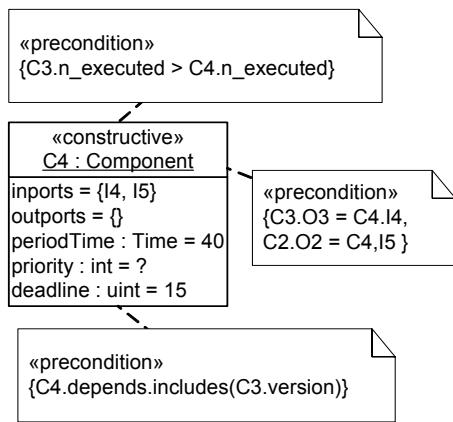 «precondition»
{C3.n_executed > C4.n_executed}
«constructive»
C4 : Component
inports = {I4, I5}
outports = {}
periodTime : Time = 40
priority : int = ?
deadline : uint = 15
«precondition»
{C3.O3 = C4.I4,
C2.O2 = C4,I5 }
«precondition»
{C4.depends.includes(C3.version)}